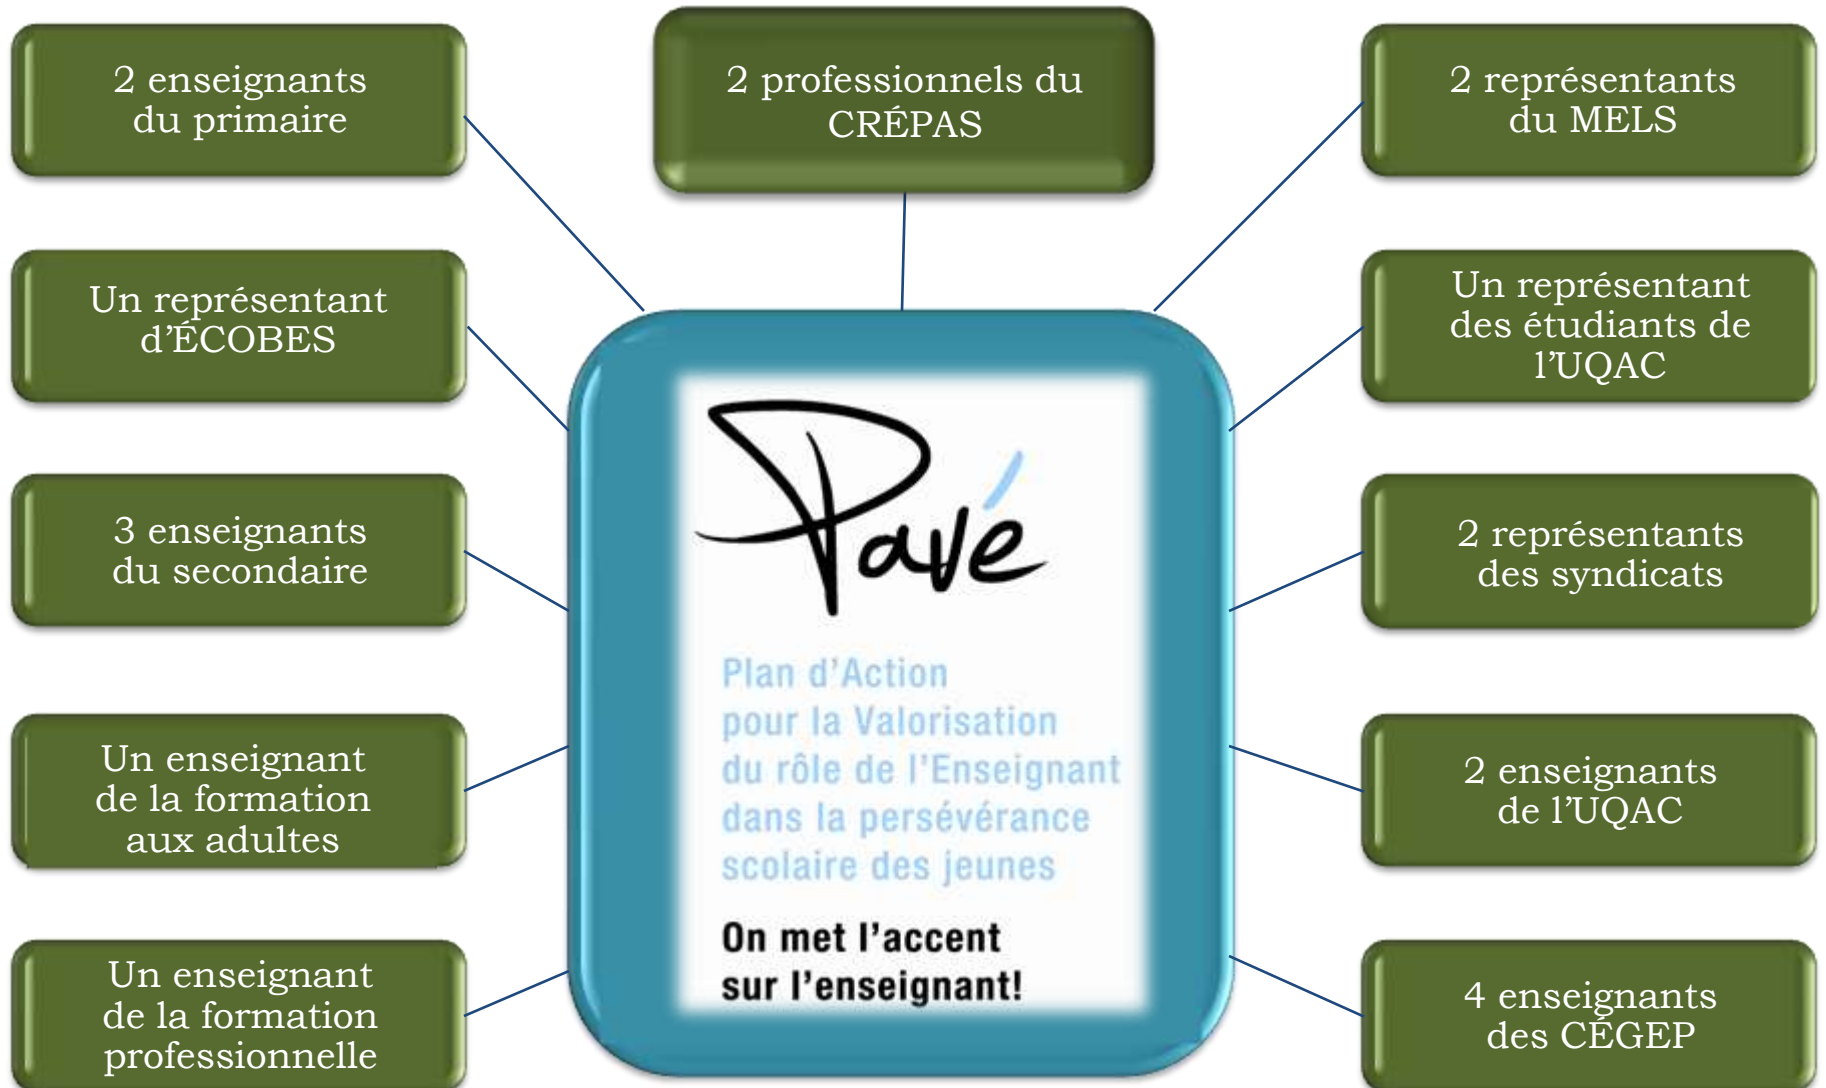 2 enseignants
du primaire
2 professionnels du
CRÉPAS
2 représentants
du MELS
Un représentant
d’ÉCOBES
Un représentant
des étudiants de
l’UQAC
3 enseignants
du secondaire
2 représentants
des syndicats
Un enseignant
de la formation
aux adultes
2 enseignants
de l’UQAC
Un enseignant
de la formation
professionnelle
4 enseignants
des CÉGEP
Pavé
Plan d’Action
pour la Valorisation
du rôle de l’Enseignant
dans la persévérance
scolaire des jeunes
On met l’accent
sur l’enseignant!